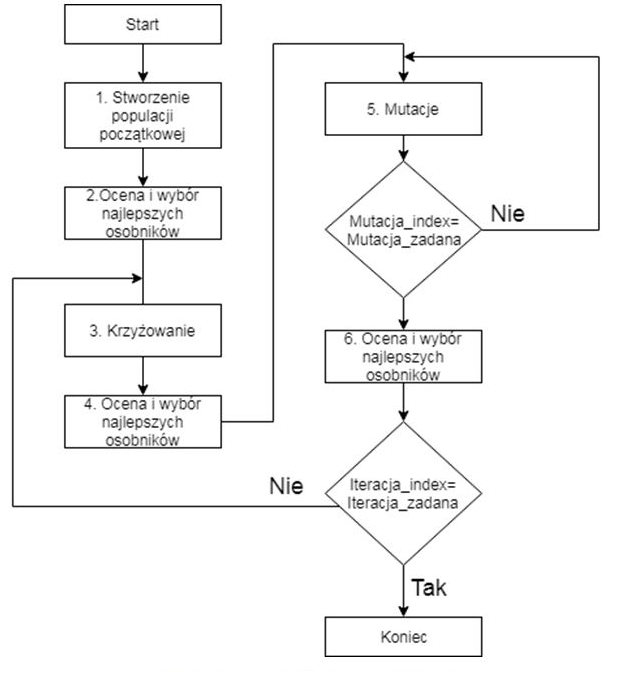 Start
1. Stworzenie
populacji
początkowej
2.Ocena i wybór
najlepszych
osobników
3. Krzyżowanie
4. Ocena i wybór
najlepszych
osobników
5. Mutacje
Mutacja_index=
Mutacja_zadana
Nie
6. Ocena i wybór
najlepszych
osobników
Iteracja_index=
Iteracja_zadana
Nie
Tak
Koniec